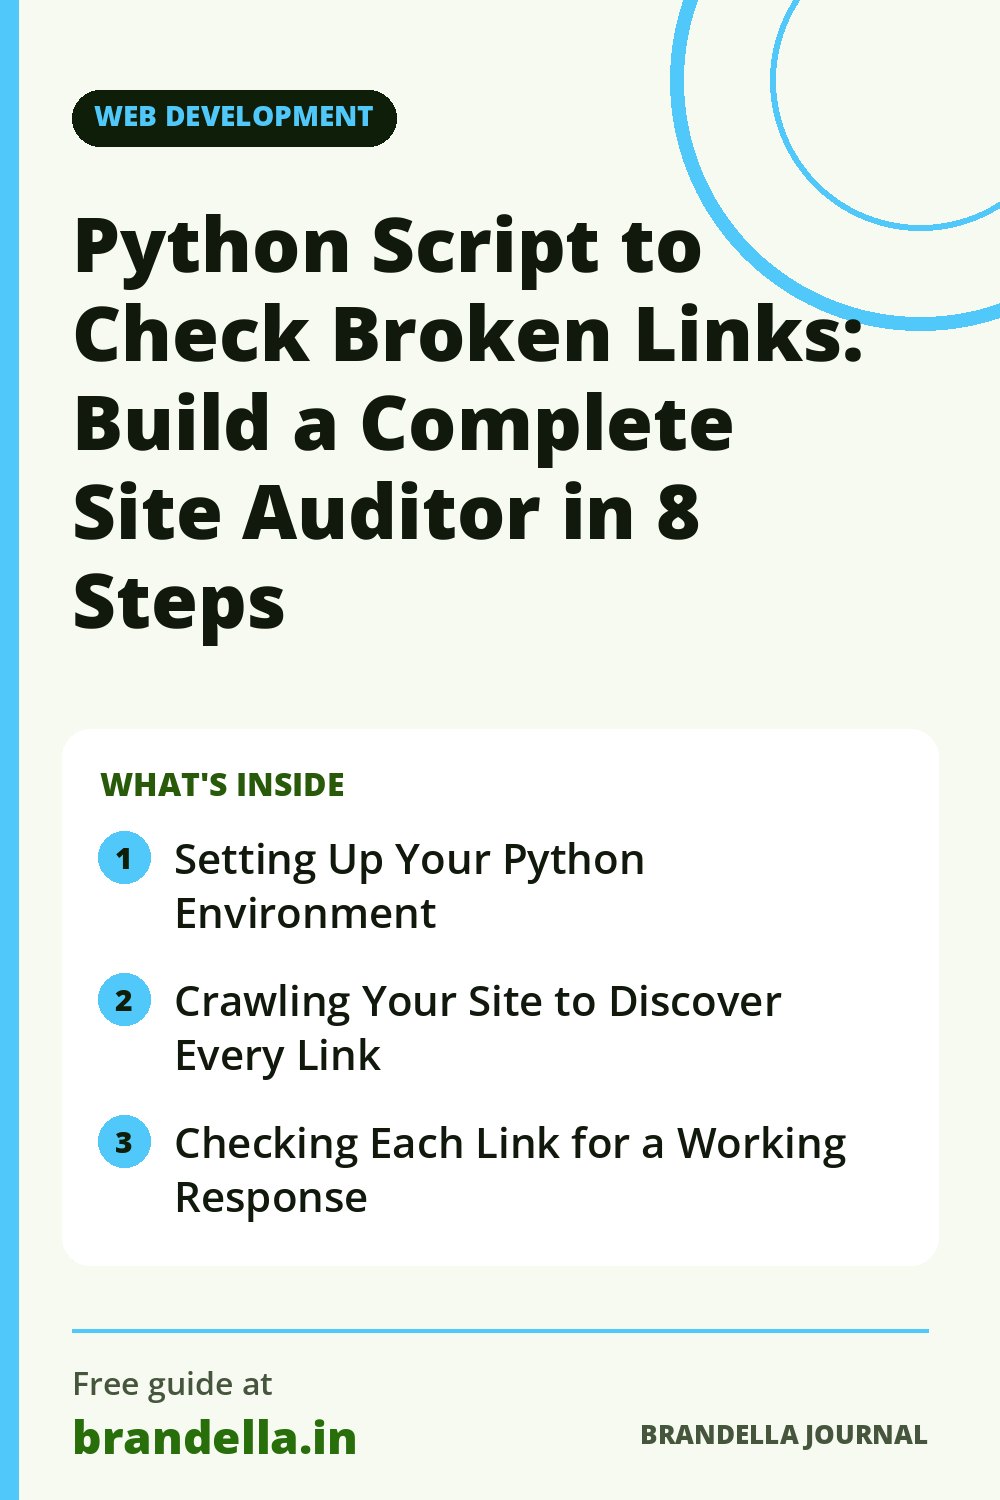 WEB DEVELOPMENT
Python Script to
Check Broken Links:
Build a Complete
Site Auditor in 8
Steps
WHAT'S INSIDE
1 Setting Up Your Python
Environment
2 Crawling Your Site to Discover
Every Link
3 Checking Each Link for a Working
Response
Free guide at
brandella.in
BRANDELLA JOURNAL